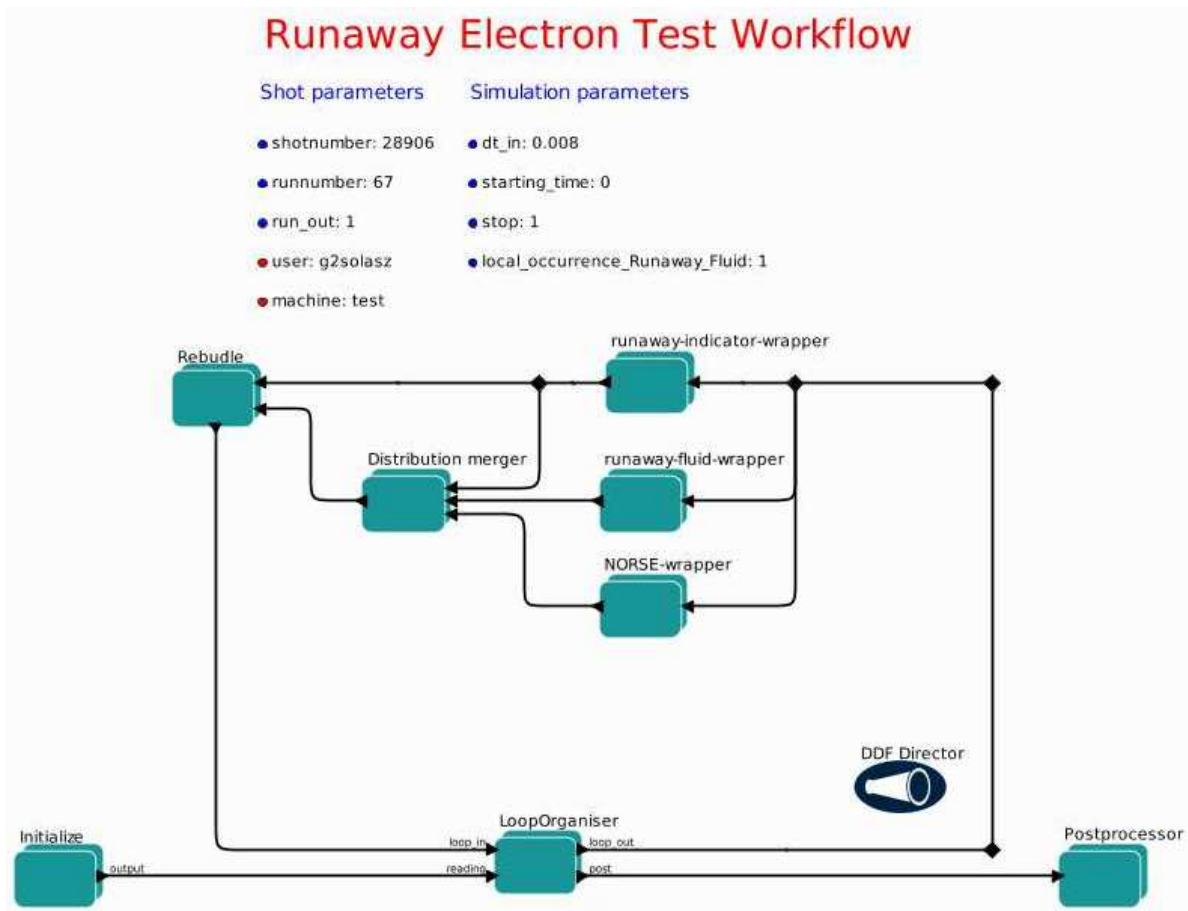 Runaway Electron Test Workflow
Shot parameters
Simulation parameters
shotnumber: 28906
dt_in: 0.008
runnumber: 67
starting_time: 0
run_out: 1
stop: 1
user: g2solasz
local_occurrence_Runaway_Fluid: 1
machine: test
runaway-indicator-wrapper
Rebudle
Distribution merger
runaway-fluid-wrapper
NORSE-wrapper
DDF Director
LoopOrganiser
Initialize
Postprocessor
loop_in
loop_out
output
reading
post